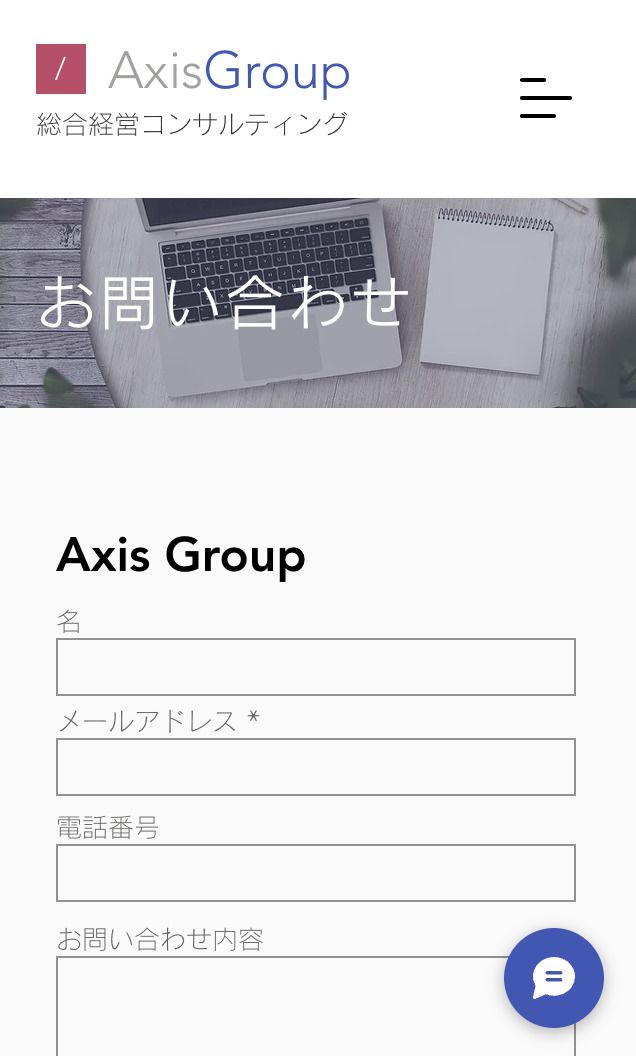 / AxisGroup
総合経営コンサルティング
お問い合わせ
Axis Group
名
メールアドレス *
電話番号
お問い合わせ内容